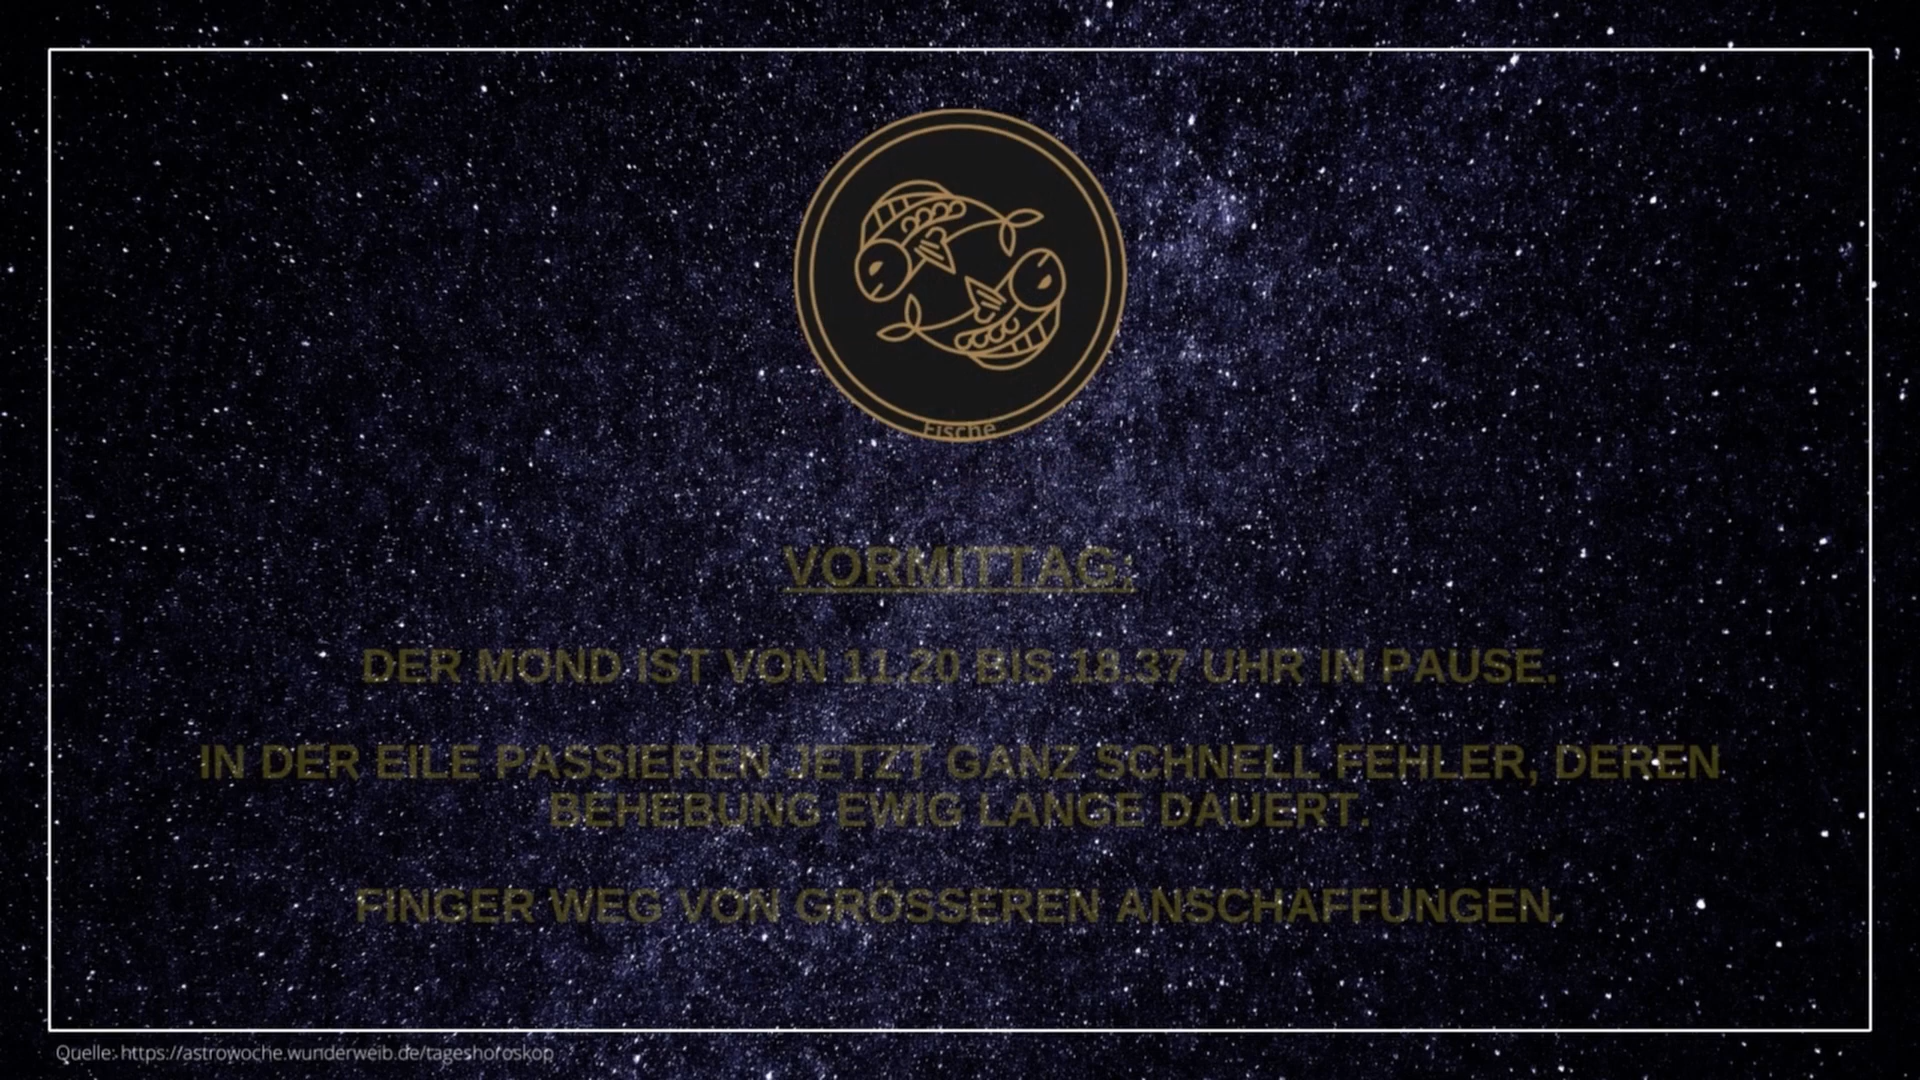 Fische
VORMITTAG:
DER MOND IST VON 11.20 BIS 18.37 UHR IN PAUSE.
IN DER EILE PASSIEREN JETZT GANZ SCHNELL FEHLER, DEREN
BEHEBUNG EWIG LANGE DAUERT.
FINGER WEG VON GRÖSSEREN ANSCHAFFUNGEN.
Quelle: https://astrowoche.wunderweib.de/tageshoroskop